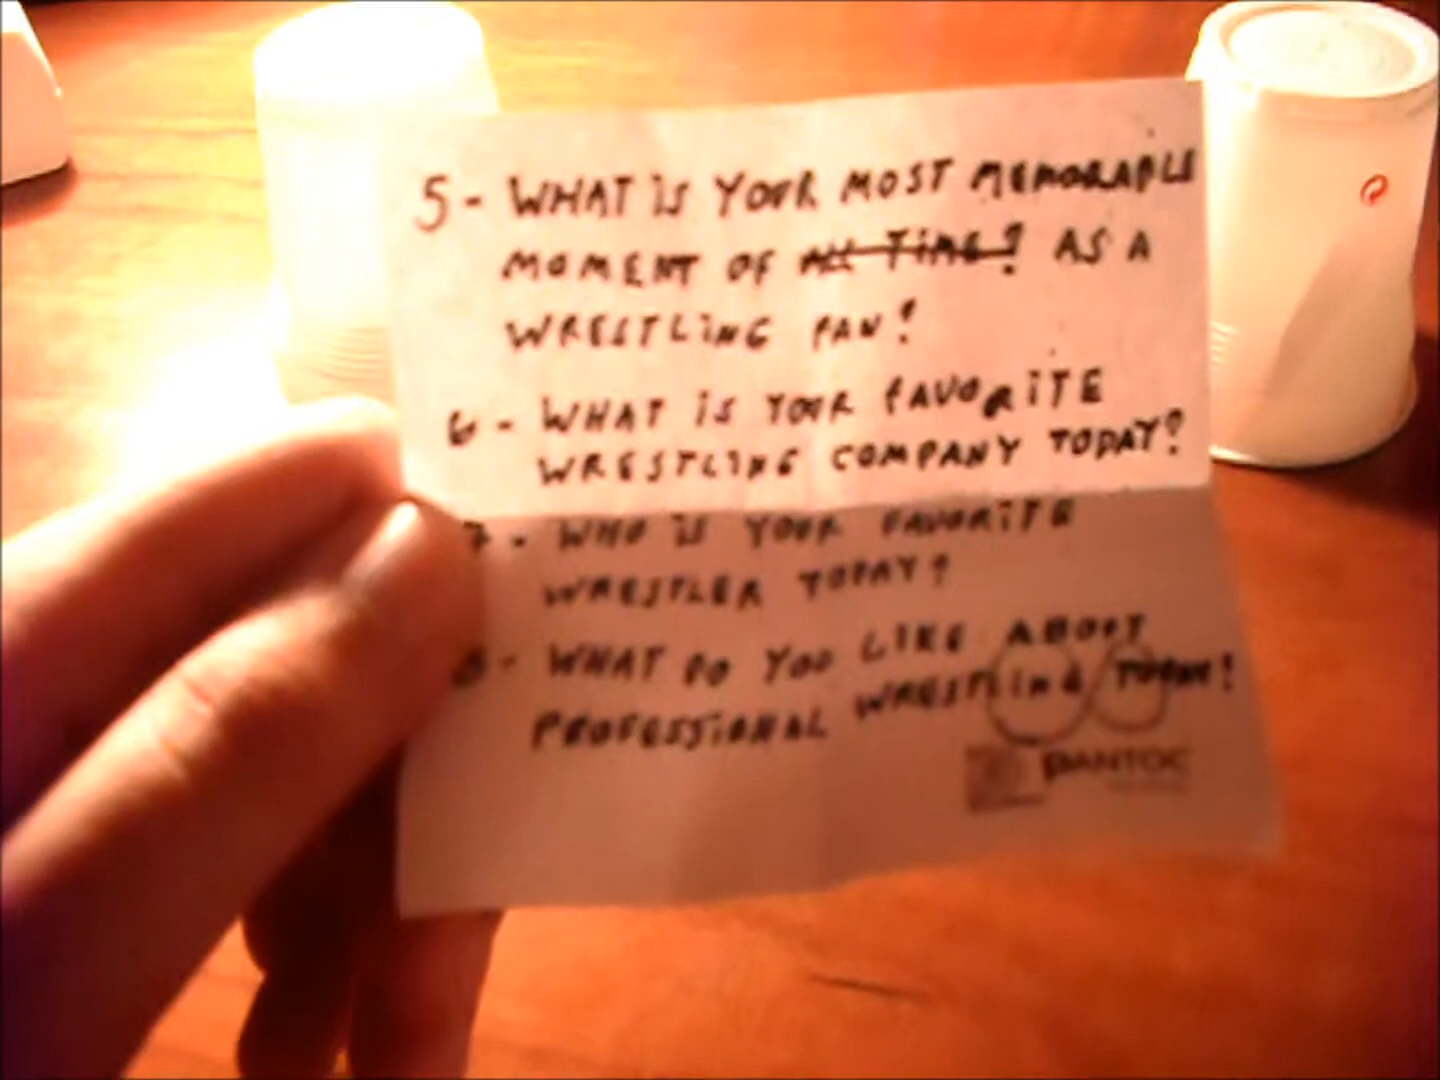 5- WHAT iS YOUR MOST MEMORABLE
MOMENT OF ALL TiME? AS A
WRESTLiNG FAN?
6- WHAT iS YOUR FAVORiTE
WRESTLiNG COMPANY TODAY?
7- WHO iS YOUR FAVORiTE
WRESTLER TODAY?
8- WHAT DO YOU LIKE ABOUT
PROFESSiONAL WRESTLiNG TODAY?
PANTOC